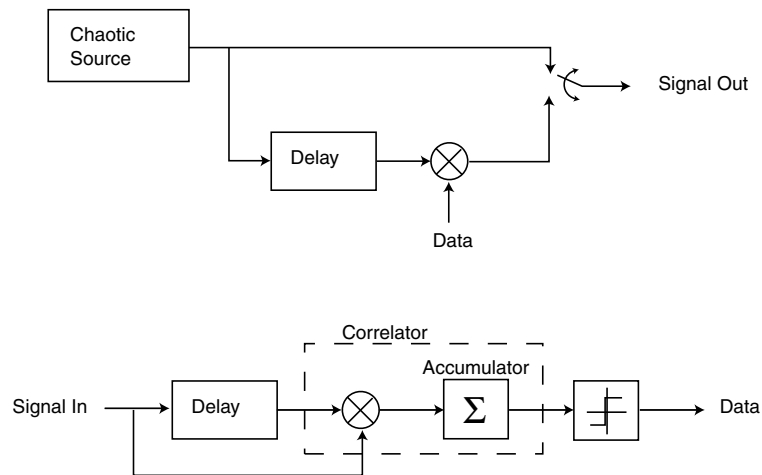 Chaotic
Source
Signal Out
Delay
Data
Correlator
Accumulator
Signal In
Delay
Σ
Data